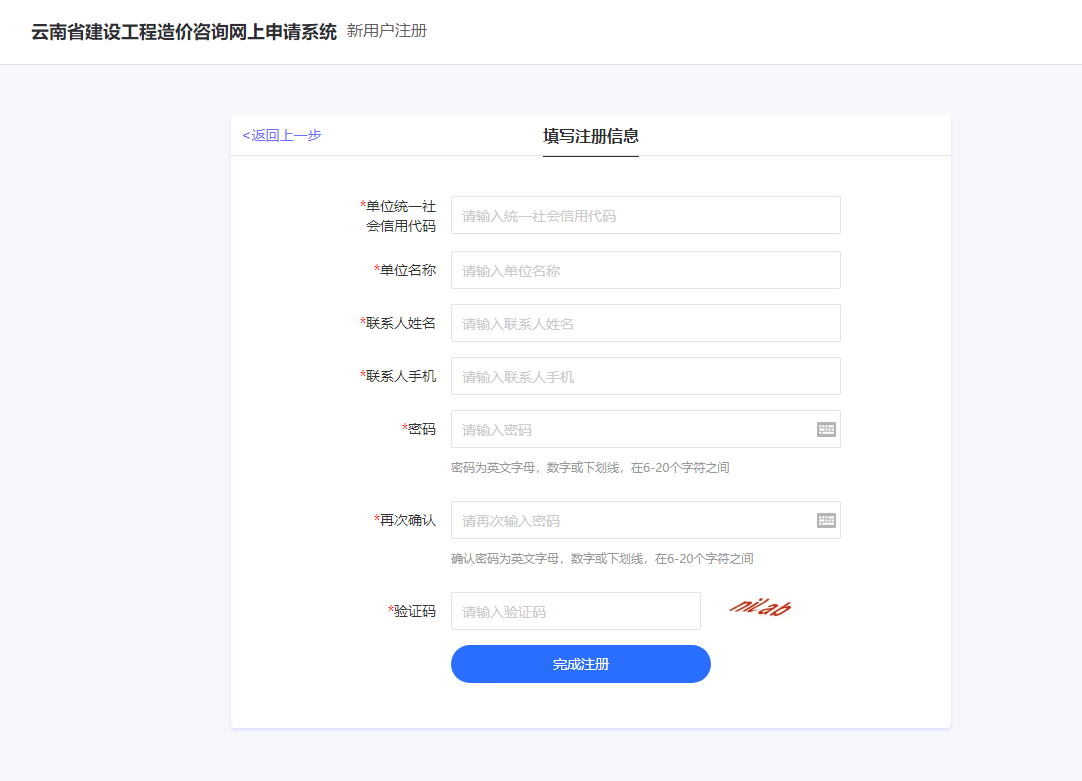 云南省建设工程造价咨询网上申请系统 新用户注册
<返回上一步
填写注册信息
*单位统一社
会信用代码
请输入统一社会信用代码
*单位名称
请输入单位名称
*联系人姓名
请输入联系人姓名
*联系人手机
请输入联系人手机
*密码
请输入密码
密码为英文字母，数字或下划线，在6-20个字符之间
*再次确认
请再次输入密码
确认密码为英文字母，数字或下划线，在6-20个字符之间
*验证码
请输入验证码
完成注册